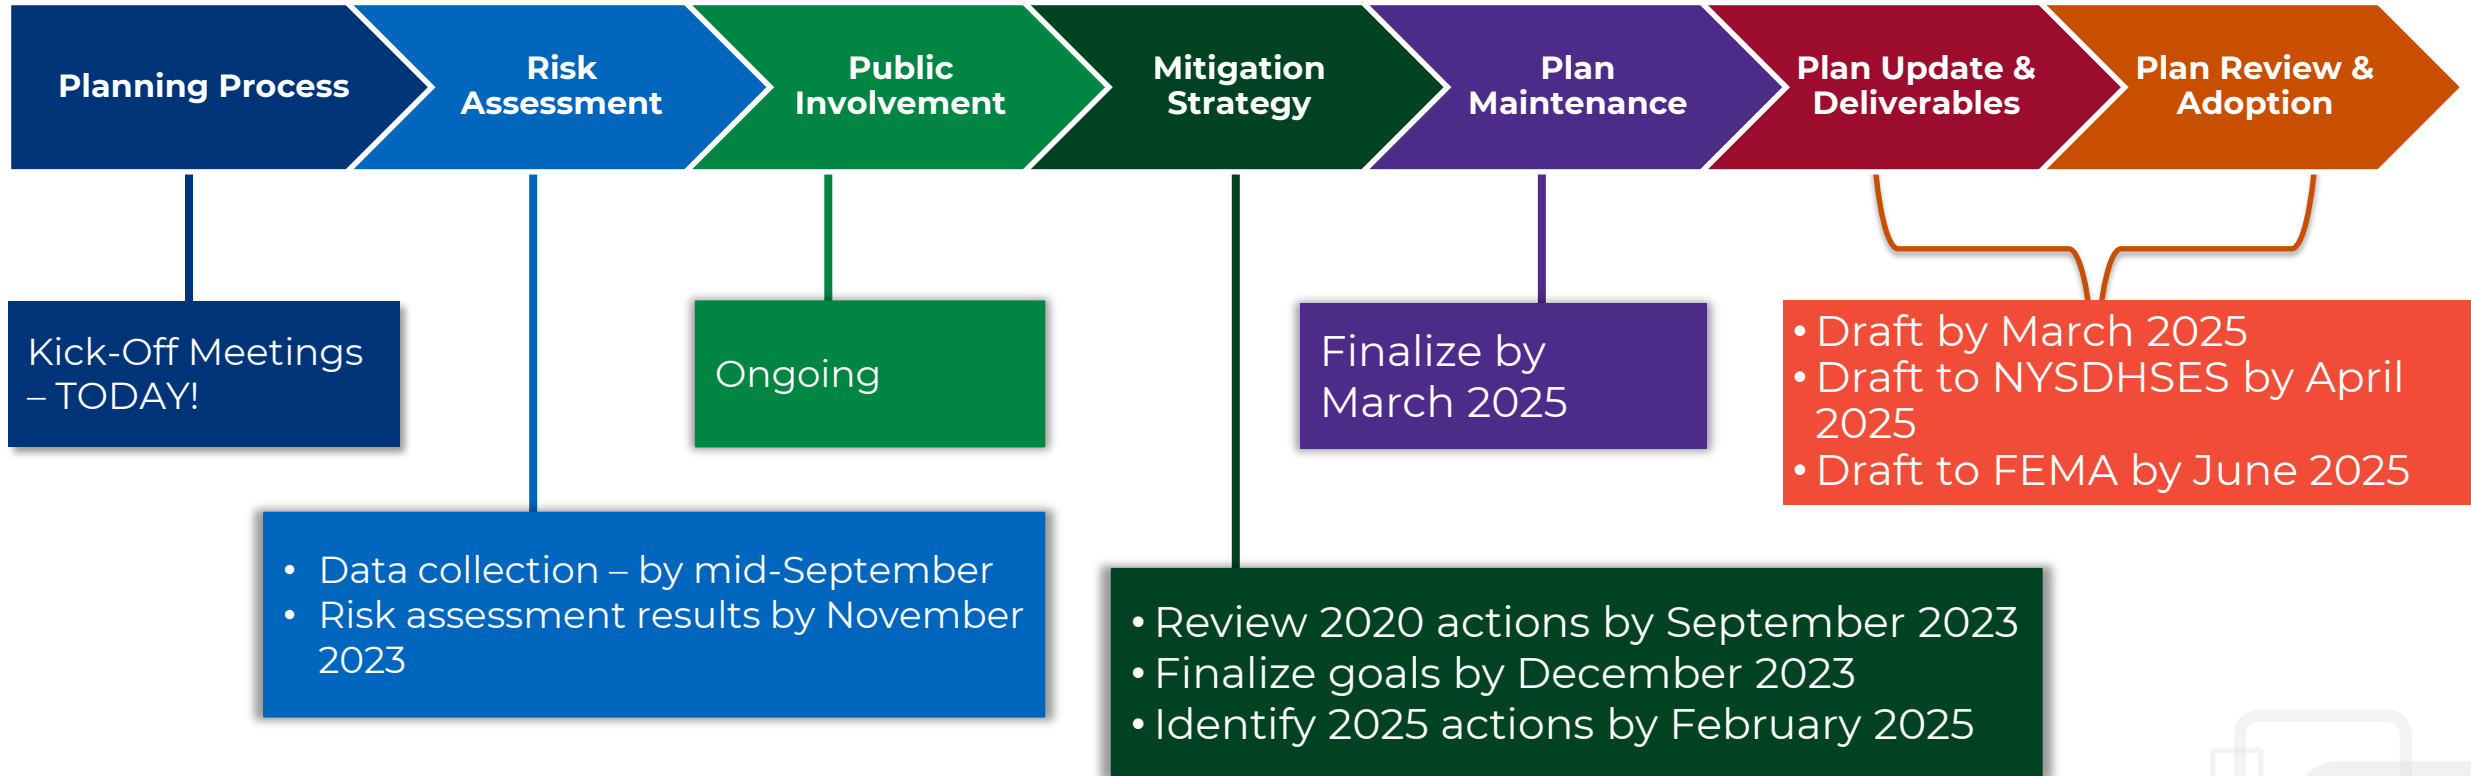 Planning Process
Risk
Assessment
Public
Involvement
Mitigation
Strategy
Plan
Maintenance
Plan Update &
Deliverables
Plan Review &
Adoption
Kick-Off Meetings
– TODAY!
• Data collection – by mid-September
• Risk assessment results by November
2023
Ongoing
• Review 2020 actions by September 2023
• Finalize goals by December 2023
• Identify 2025 actions by February 2025
Finalize by
March 2025
• Draft by March 2025
• Draft to NYSDHSES by April
2025
• Draft to FEMA by June 2025